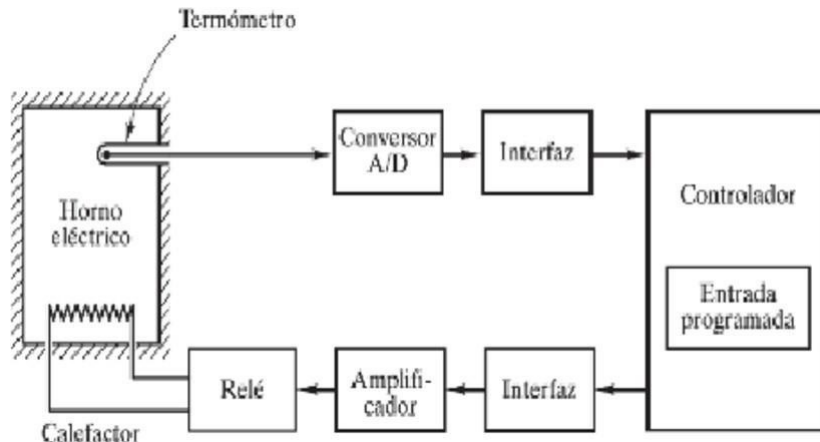 Termómetro
Conversor
A/D
Interfaz
Controlador
Horno
eléctrico
Entrada
programada
Relé
Amplifi-
cador
Interfaz
Calefactor